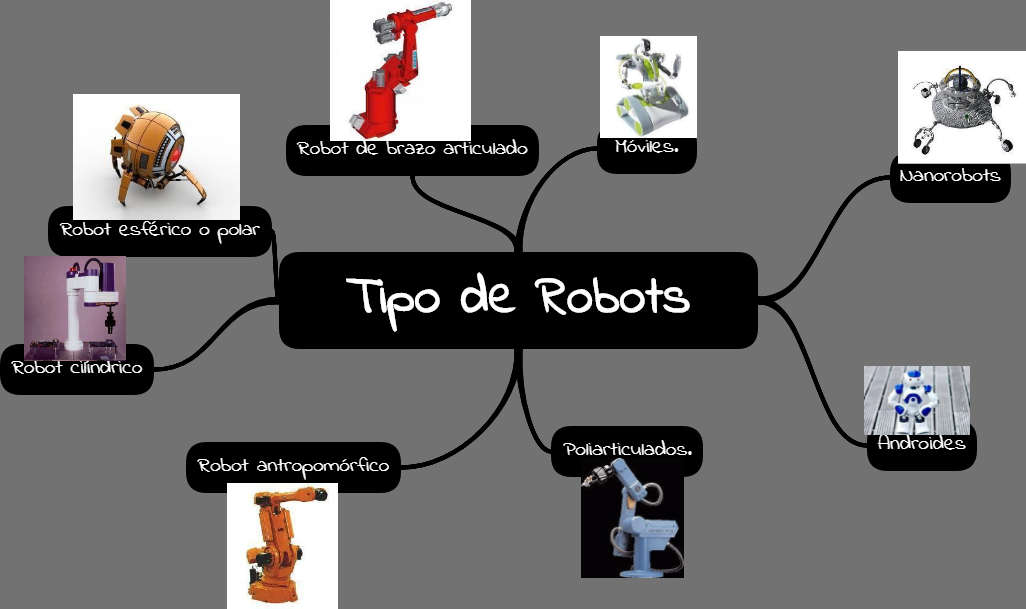 Robot de brazo articulado
Móviles.
Nanorobots
Robot esférico o polar
Tipo de Robots
Robot cilíndrico
Androides
Poliarticulados.
Robot antropomórfico